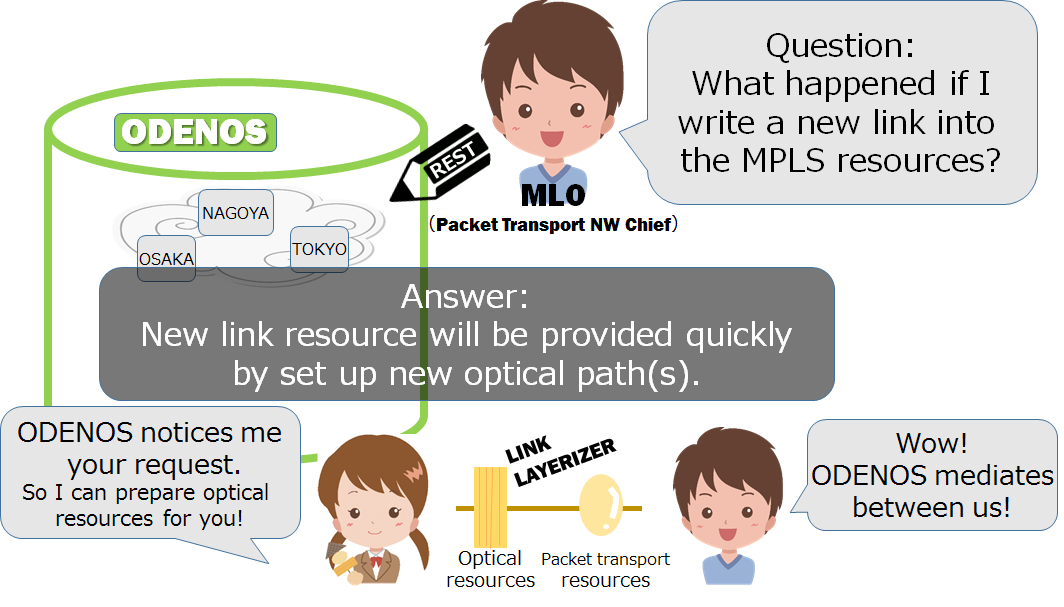 Question:
What happened if I
write a new link into
the MPLS resources?
ODENOS
REST
MLO
(Packet Transport NW Chief)
NAGOYA
OSAKA
TOKYO
Answer:
New link resource will be provided quickly
by set up new optical path(s).
ODENOS notices me
your request.
So I can prepare optical
resources for you!
LINK
LAYERIZER
Optical
resources
Packet transport
resources
Wow!
ODENOS mediates
between us!